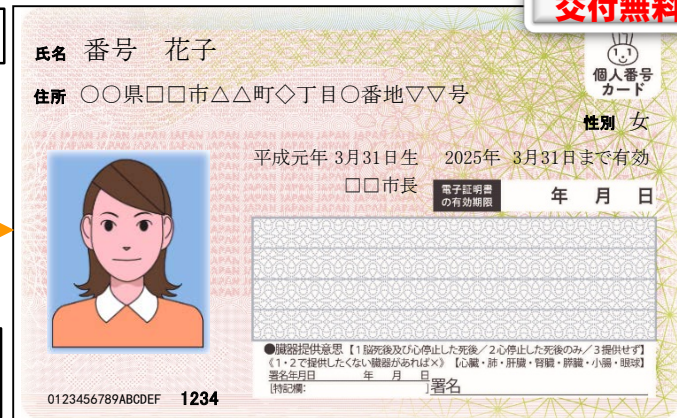 交付無料
氏名 番号 花子
個人番号
カード
住所 ○○県□□市△△町◇丁目○番地▽▽号
性別 女
平成元年 3月31日生 2025年 3月31日まで有効
□□市長
電子証明書
の有効期限
年 月 日
●臓器提供意思【1脳死後及び心停止した死後/2心停止した死後のみ/3提供せず】
《1・2で提供したくない臓器があれば×》【心臓・肺・肝臓・腎臓・膵臓・小腸・眼球】
署名年月日 年 月 日
[特記欄: ]署名
0123456789ABCDEF 1234